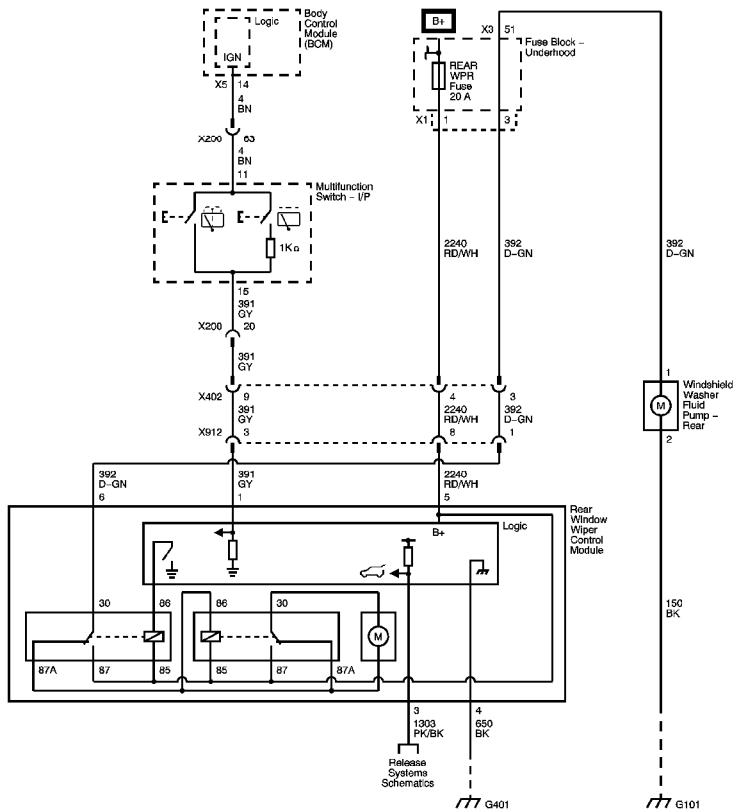 Body
Control
Module
(BCM)
Logic
IGN
X5 14
4
BN
X200 63
4
BN
11
B+
X3 51
Fuse Block –
Underhood
REAR
WPR
Fuse
20 A
X1 1 3
Multifunction
Switch – I/P
1KΩ
15
391
GY
X200 20
391
GY
2240
RD/WH
392
D-GN
392
D-GN
X402 9 4 3
391
GY
2240
RD/WH
392
D-GN
X912 3 8 1
1
Windshield
Washer
Fluid
Pump –
Rear
M
2
392
D-GN
6
391
GY
1
2240
RD/WH
5
Rear
Window
Wiper
Control
Module
Logic
B+
30 86 86 30
M
87A 87 85 85 87 87A
150
BK
3
1303
PK/BK
4
650
BK
Release
Systems
Schematics
G401
G101